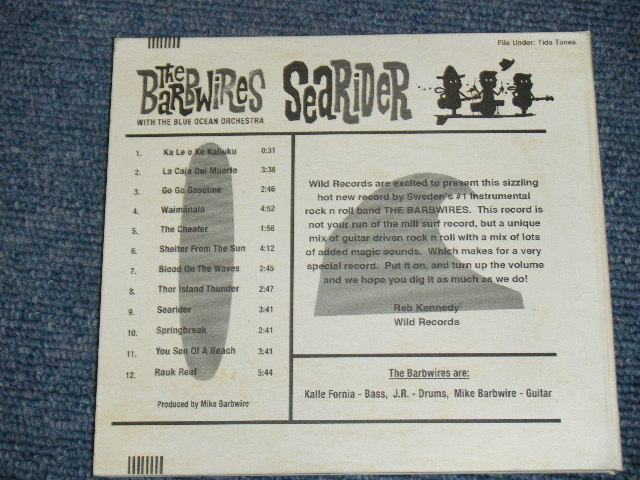 File Under: Tide Tones
The BARBWIRES
SEARIDER
WITH THE BLUE OCEAN ORCHESTRA
1. Ka Le o Ke Kahuku 0:31
2. La Caja Del Muerto 3:38
3. Go Go Gasoline 2:46
4. Waimanalo 4:52
5. The Cheater 1:56
6. Shelter From The Sun 4:12
7. Blood On The Waves 2:45
8. Thor Island Thunder 2:47
9. Searider 3:41
10. Springbreak 2:41
11. You Son Of A Beach 3:41
12. Rauk Reaf 5:44
Produced by Mike Barbwire
Wild Records are excited to present this sizzling
hot new record by Sweden's #1 instrumental
rock n roll band THE BARBWIRES. This record is
not your run of the mill surf record, but a unique
mix of guitar driven rock n roll with a mix of lots
of added magic sounds. Which makes for a very
special record. Put it on, and turn up the volume
and we hope you dig it as much as we do!
Reb Kennedy
Wild Records
The Barbwires are:
Kalle Fornia - Bass, J.R. - Drums, Mike Barbwire - Guitar